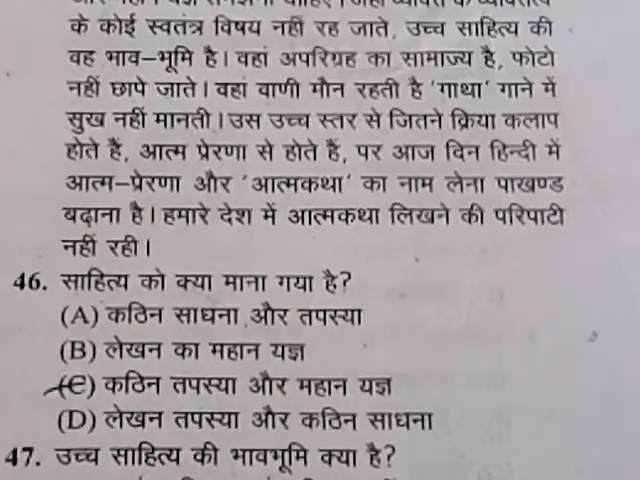 के कोई स्वतंत्र विषय नहीं रह जाते, उच्च साहित्य की
वह भाव-भूमि है। वहां अपरिग्रह का सामाज्य है, फोटो
नहीं छापे जाते। वहां वाणी मौन रहती है 'गाथा' गाने में
सुख नहीं मानती। उस उच्च स्तर से जितने क्रिया कलाप
होते हैं, आत्म प्रेरणा से होते हैं, पर आज दिन हिन्दी में
आत्म-प्रेरणा और 'आत्मकथा' का नाम लेना पाखण्ड
बढ़ाना है। हमारे देश में आत्मकथा लिखने की परिपाटी
नहीं रही।
46. साहित्य को क्या माना गया है?
(A) कठिन साधना और तपस्या
(B) लेखन का महान यज्ञ
(C) कठिन तपस्या और महान यज्ञ
(D) लेखन तपस्या और कठिन साधना
47. उच्च साहित्य की भावभूमि क्या है?